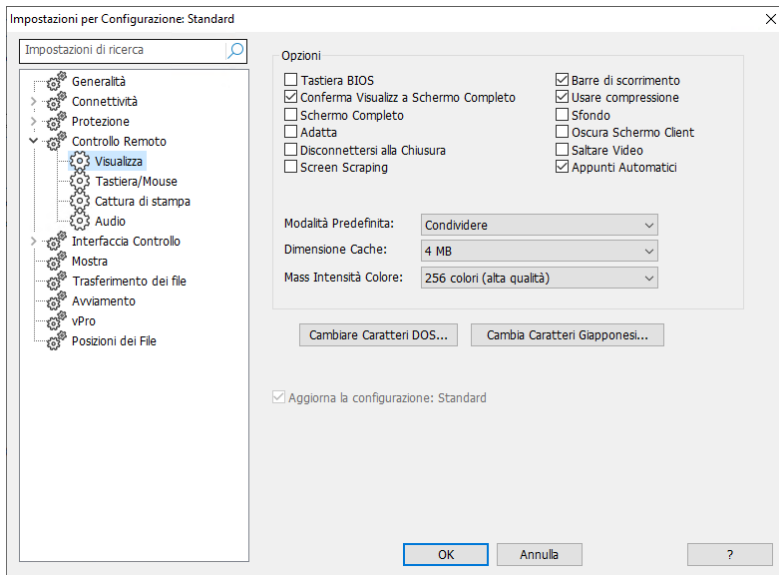 Impostazioni per Configurazione: Standard
Impostazioni di ricerca
Generalità
Connettività
Protezione
Controllo Remoto
Visualizza
Tastiera/Mouse
Cattura di stampa
Audio
Interfaccia Controllo
Mostra
Trasferimento dei file
Avviamento
vPro
Posizioni dei File
Opzioni
Tastiera BIOS
Conferma Visualizz a Schermo Completo
Schermo Completo
Adatta
Disconnettersi alla Chiusura
Screen Scraping
Barre di scorrimento
Usare compressione
Sfondo
Oscura Schermo Client
Saltare Video
Appunti Automatici
Modalità Predefinita: Condividere
Dimensione Cache: 4 MB
Mass Intensità Colore: 256 colori (alta qualità)
Cambiare Caratteri DOS... Cambia Caratteri Giapponesi...
Aggiorna la configurazione: Standard
OK Annulla ?